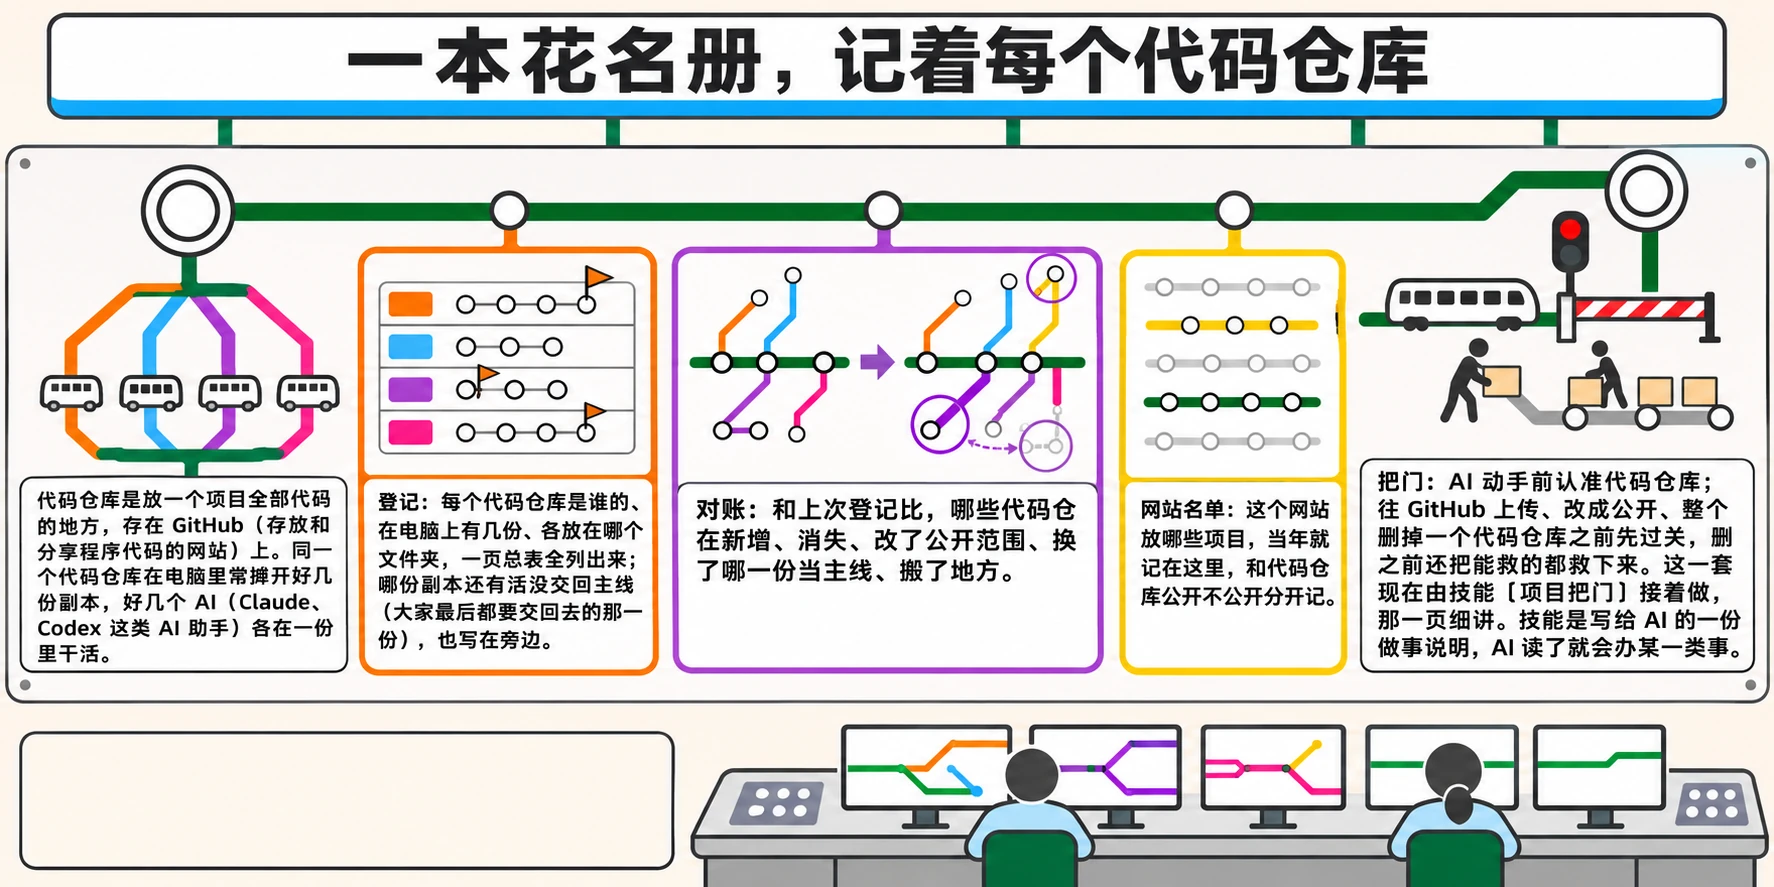 一本花名册，记着每个代码仓库
代码仓库是放一个项目全部代码
的地方，存在 GitHub（存放和
分享程序代码的网站）上。同一
个代码仓库在电脑里常摊开好几
份副本，好几个 AI（Claude、
Codex 这类 AI 助手）各在一份
里干活。
登记：每个代码仓库是谁的、
在电脑上有几份、各放在哪个
文件夹，一页总表全列出来；
哪份副本还有活没交回主线
（大家最后都要交回去的那一
份），也写在旁边。
对账：和上次登记比，哪些代码仓
在新增、消失、改了公开范围、换
了哪一份当主线、搬了地方。
网站名单：这个网站
放哪些项目，当年就
记在这里，和代码仓
库公开不公开分开记。
把门：AI 动手前认准代码仓库；
往 GitHub 上传、改成公开、整个
删掉一个代码仓库之前先过关，删
之前还把能救的都救下来。这一套
现在由技能［项目把门］接着做，
那一页细讲。技能是写给 AI 的一份
做事说明，AI 读了就会办某一类事。